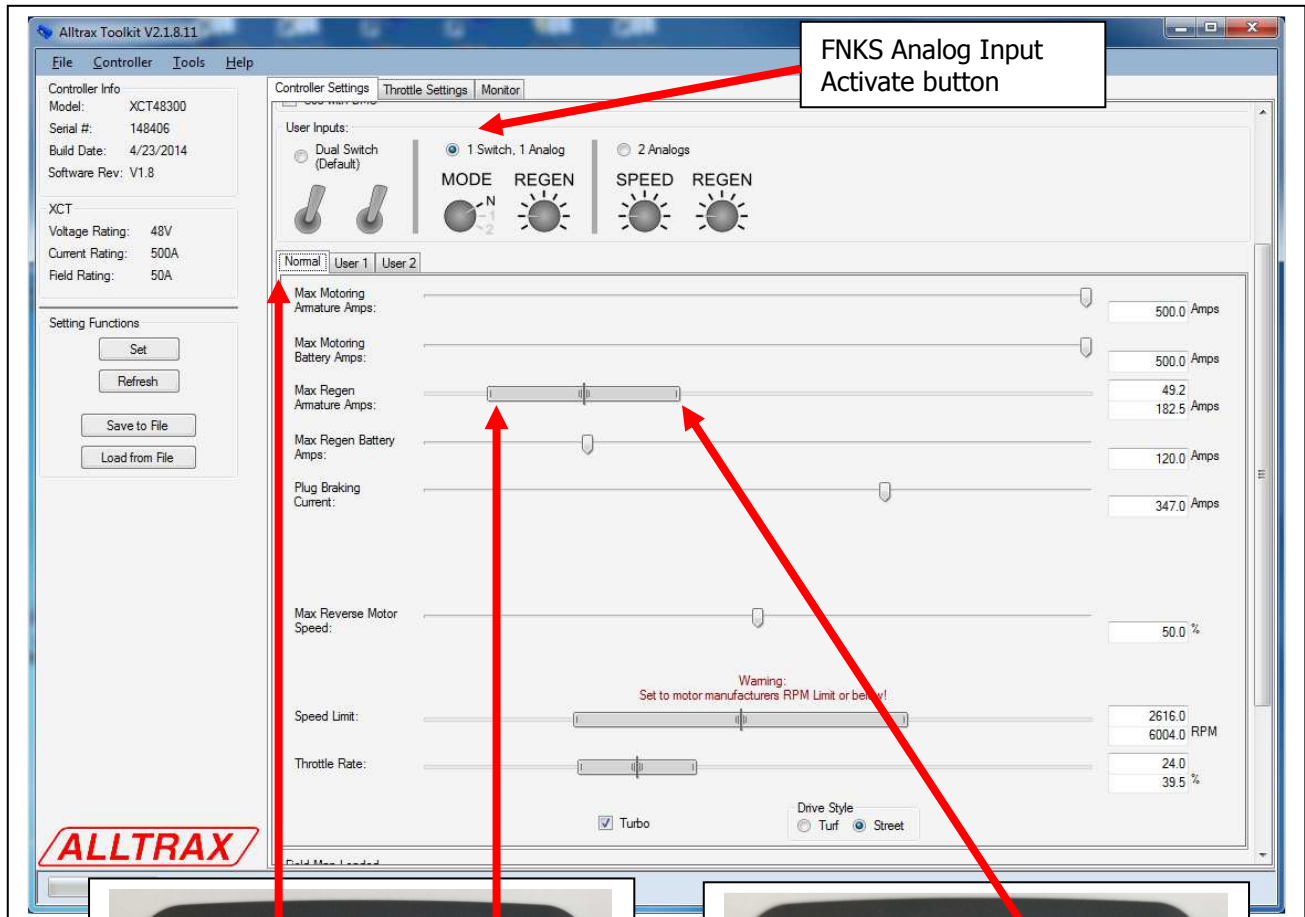 Alltrax Toolkit V2.1.8.11
File Controller Tools Help
FNKS Analog Input
Activate button
Controller Info
Model: XCT48300
Serial #: 148406
Build Date: 4/23/2014
Software Rev: V1.8
XCT
Voltage Rating: 48V
Current Rating: 500A
Field Rating: 50A
Setting Functions
Set
Refresh
Save to File
Load from File
ALLTRAX
Controller Settings Throttle Settings Monitor
User Inputs:
Dual Switch
(Default)
1 Switch, 1 Analog
2 Analogs
MODE REGEN
N
1
2
SPEED REGEN
Normal User 1 User 2
Max Motoring
Armature Amps:
500.0 Amps
Max Motoring
Battery Amps:
500.0 Amps
Max Regen
Armature Amps:
49.2
182.5 Amps
Max Regen Battery
Amps:
120.0 Amps
Plug Braking
Current:
347.0 Amps
Max Reverse Motor
Speed:
50.0 %
Warning:
Set to motor manufacturers RPM Limit or below!
Speed Limit:
2616.0
6004.0 RPM
Throttle Rate:
24.0
39.5 %
Turbo
Drive Style
Turf Street